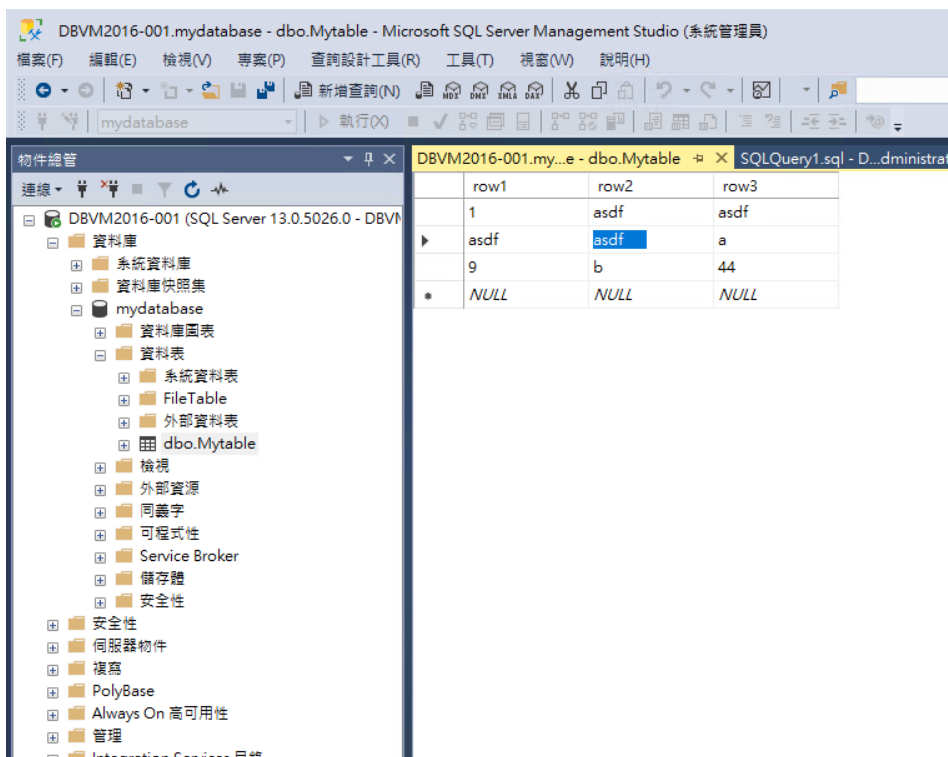 DBVM2016-001.mydatabase - dbo.Mytable - Microsoft SQL Server Management Studio (系統管理員)
檔案(F) 編輯(E) 檢視(V) 專案(P) 查詢設計工具(R) 工具(T) 視窗(W) 說明(H)
新增查詢(N) MDX DMX XMLA DAX
mydatabase 執行(X)
物件總管
DBVM2016-001.my...e - dbo.Mytable SQLQuery1.sql - D...dministrat
連線
row1 row2 row3
1 asdf asdf
asdf asdf a
9 b 44
NULL NULL NULL
DBVM2016-001 (SQL Server 13.0.5026.0 - DBVM
資料庫
系統資料庫
資料庫快照集
mydatabase
資料庫圖表
資料表
系統資料表
FileTable
外部資料表
dbo.Mytable
檢視
外部資源
同義字
可程式性
Service Broker
儲存體
安全性
安全性
伺服器物件
複寫
PolyBase
Always On 高可用性
管理
Integration Services 目錄